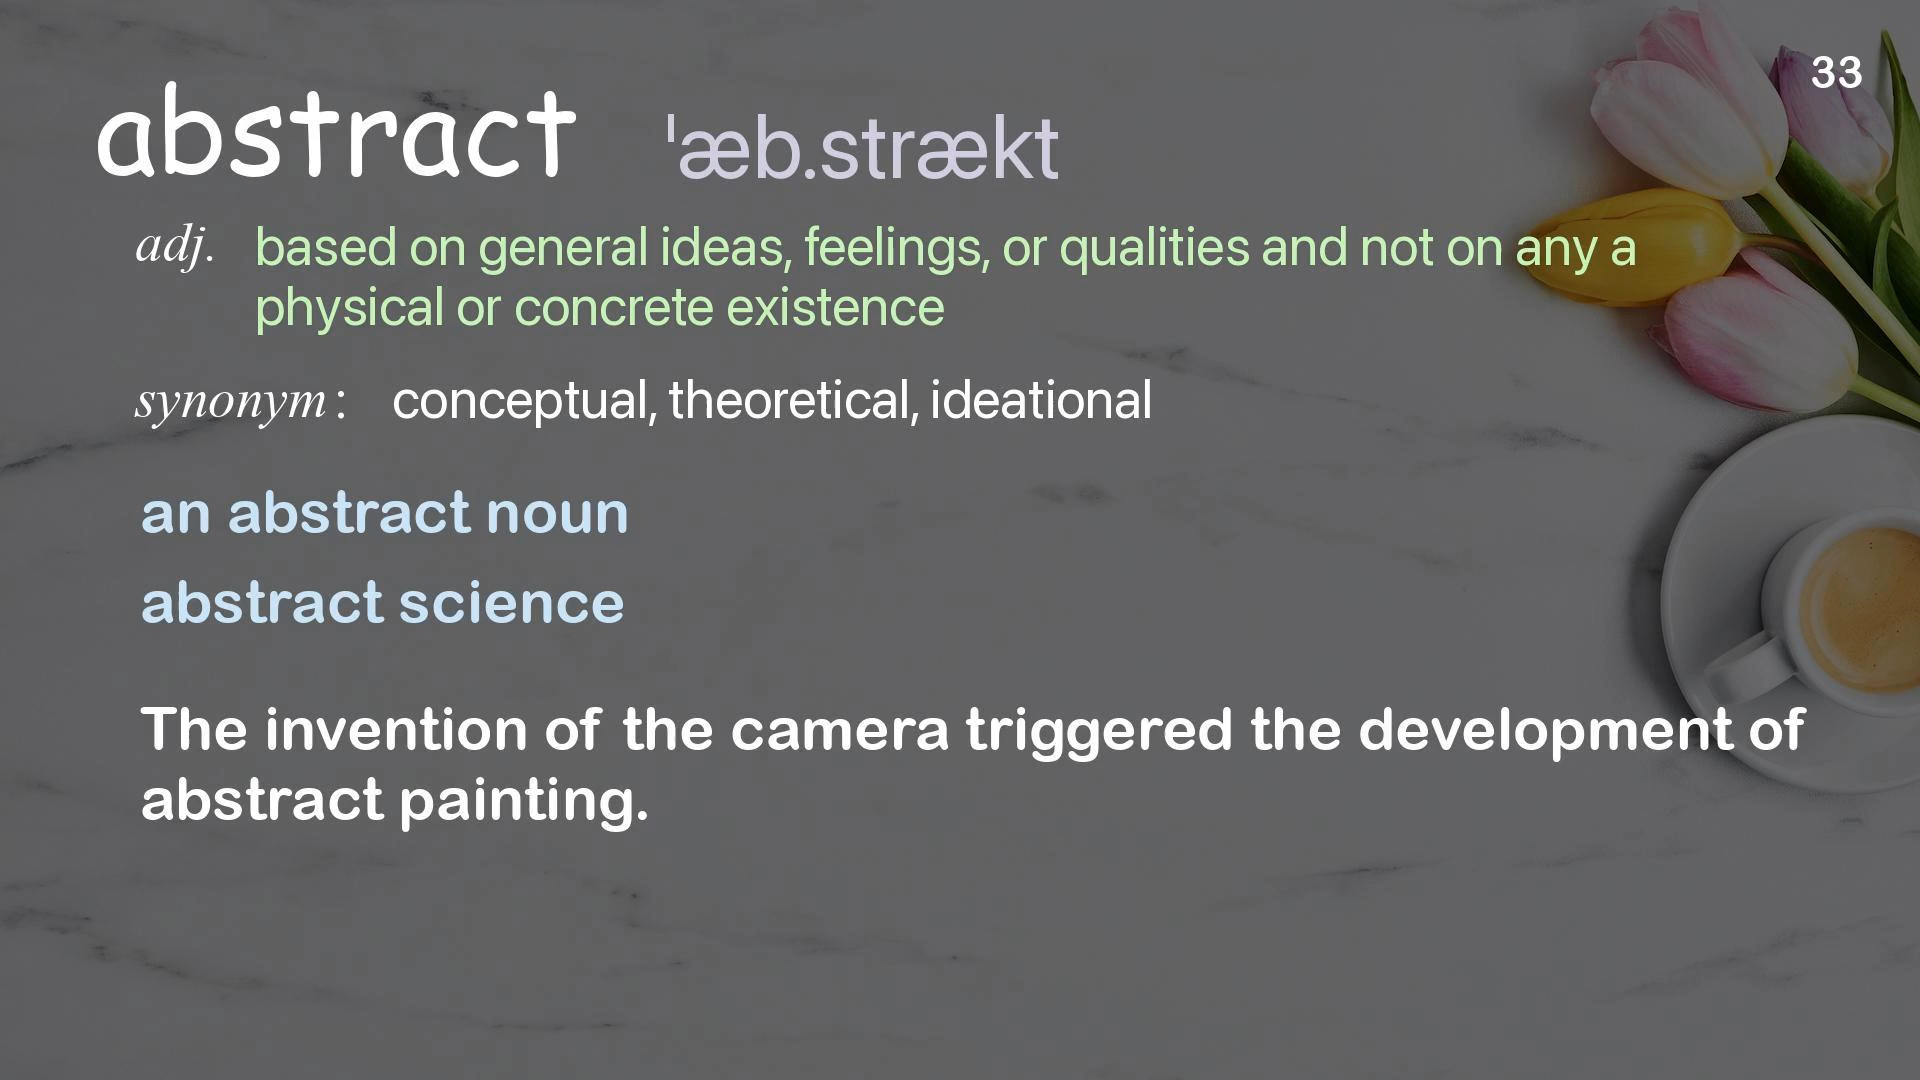 33
abstract ˈæb.strækt
adj. based on general ideas, feelings, or qualities and not on any a
physical or concrete existence
synonym : conceptual, theoretical, ideational
an abstract noun
abstract science
The invention of the camera triggered the development of
abstract painting.